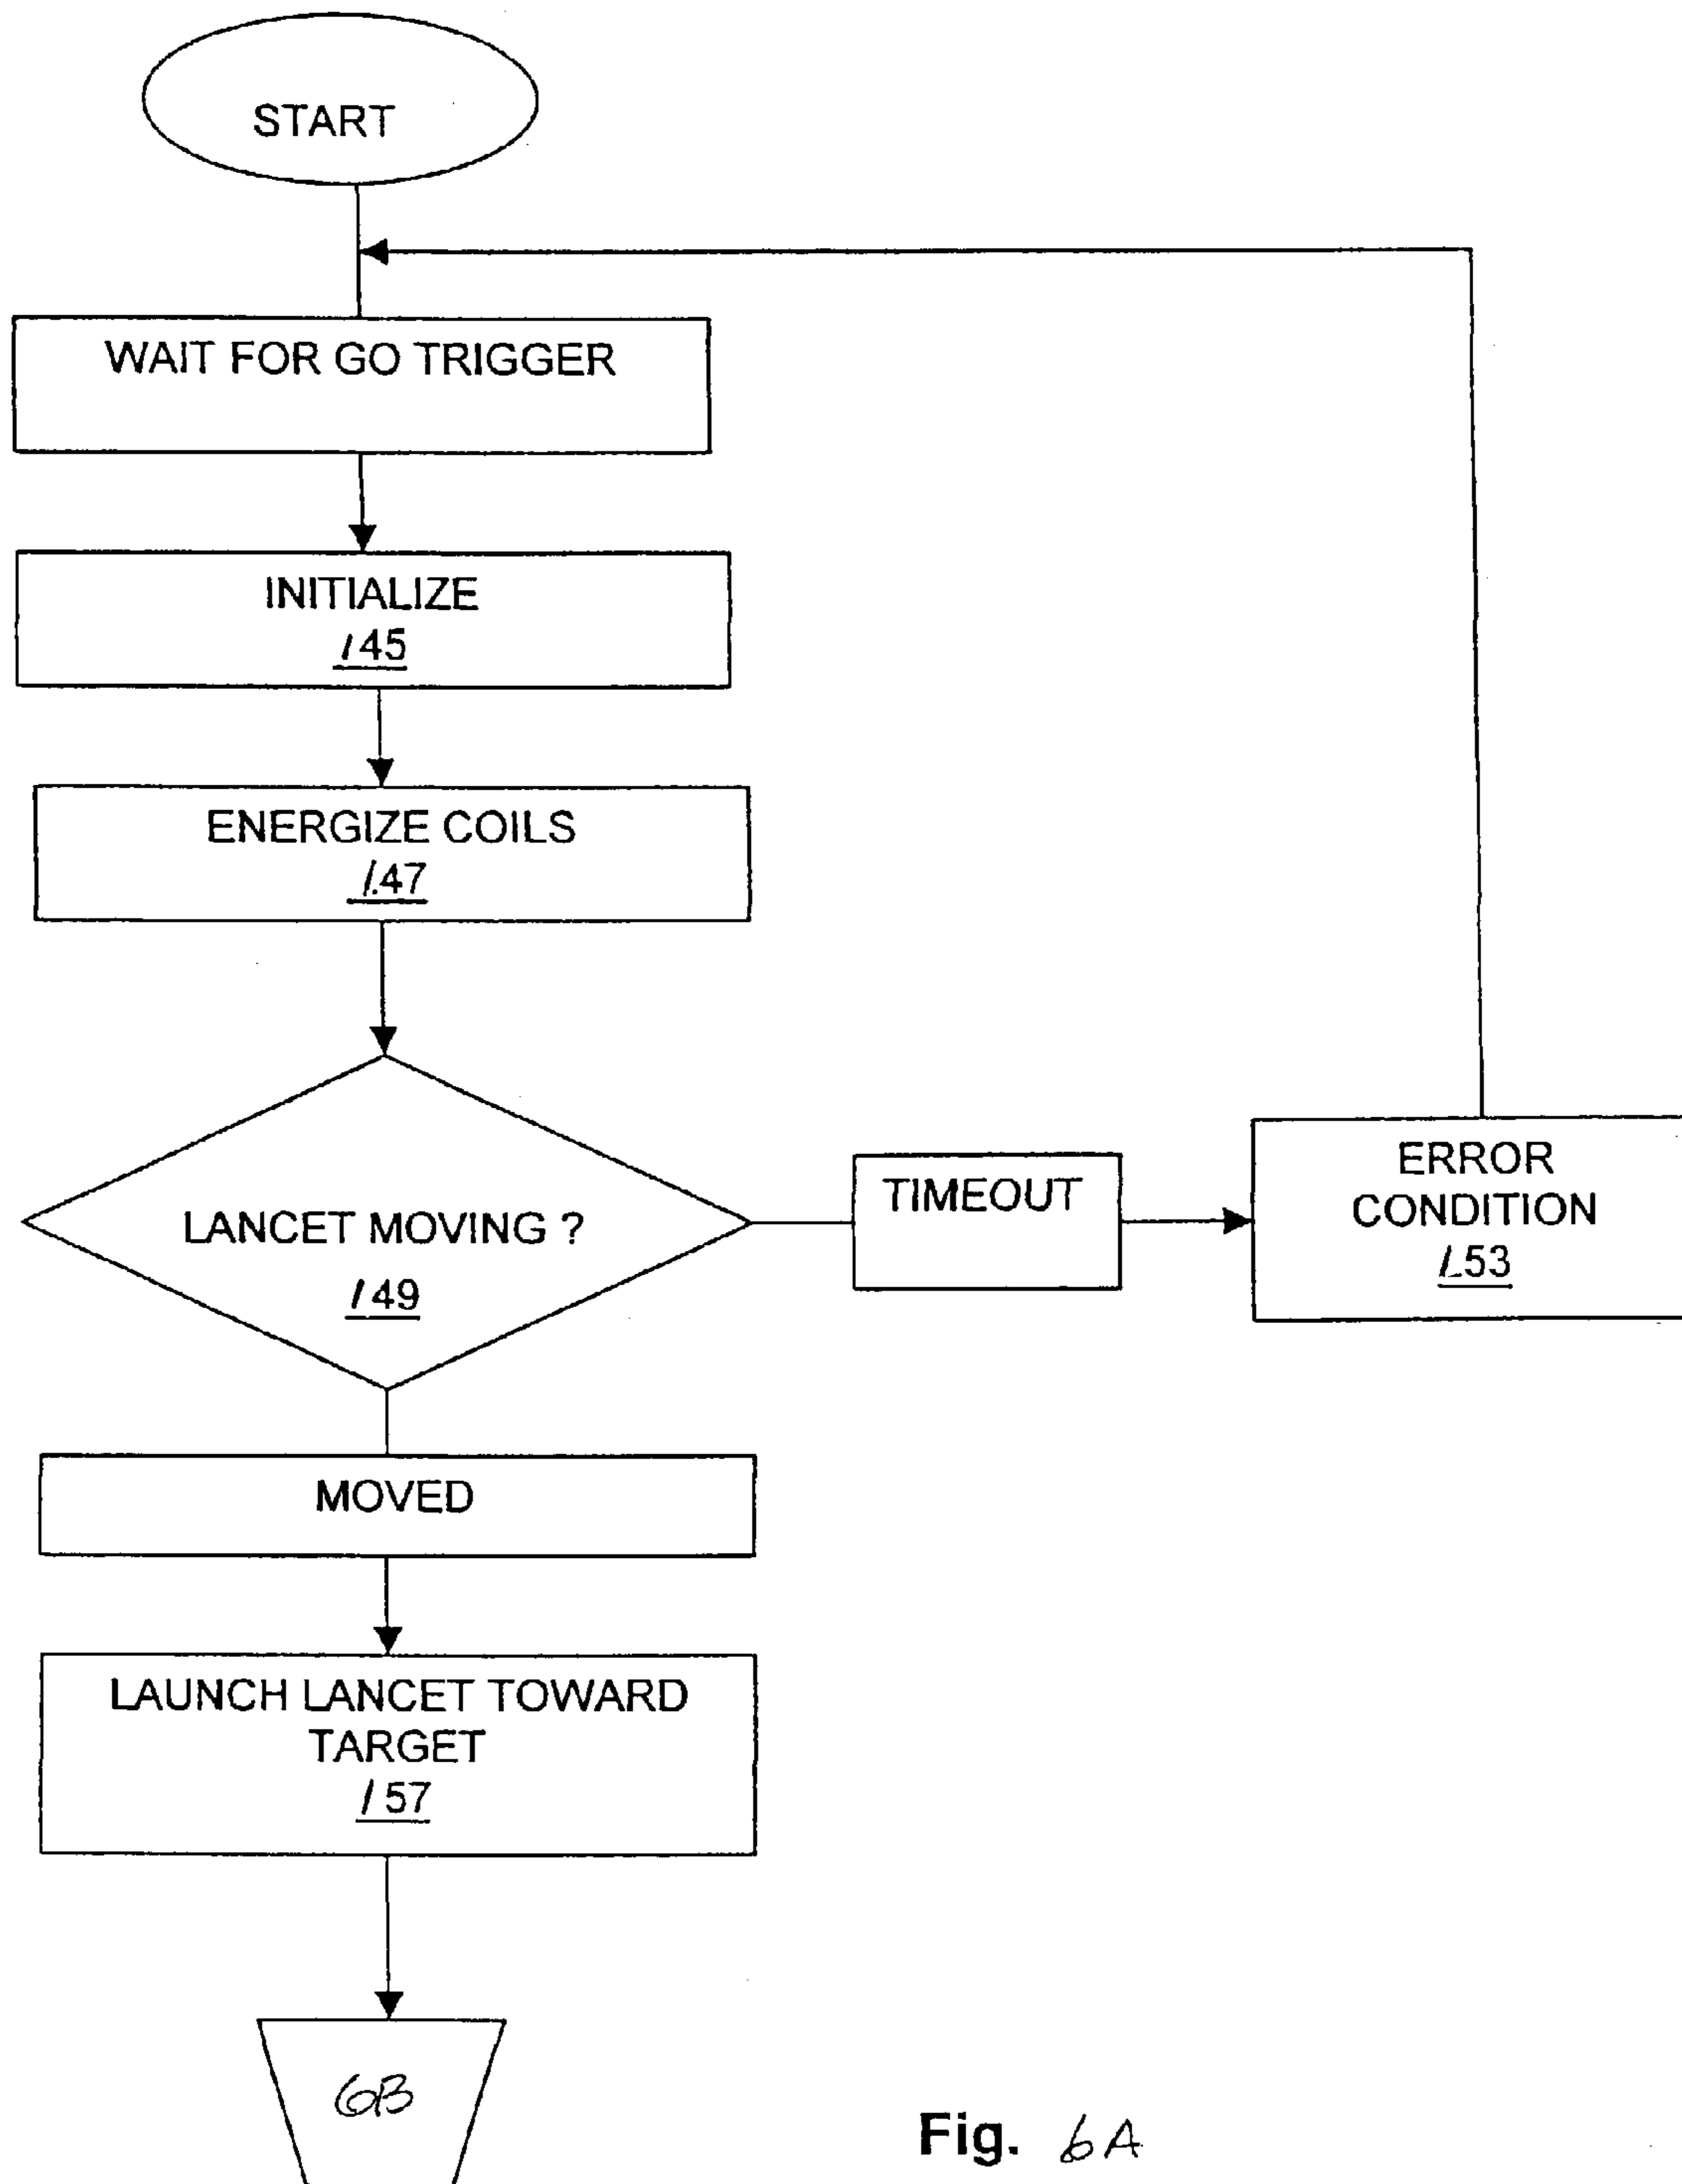 START
WAIT FOR GO TRIGGER
INITIALIZE
145
ENERGIZE COILS
147
LANCET MOVING ?
149
TIMEOUT
ERROR
CONDITION
153
MOVED
LAUNCH LANCET TOWARD
TARGET
157
6B
Fig. 6A